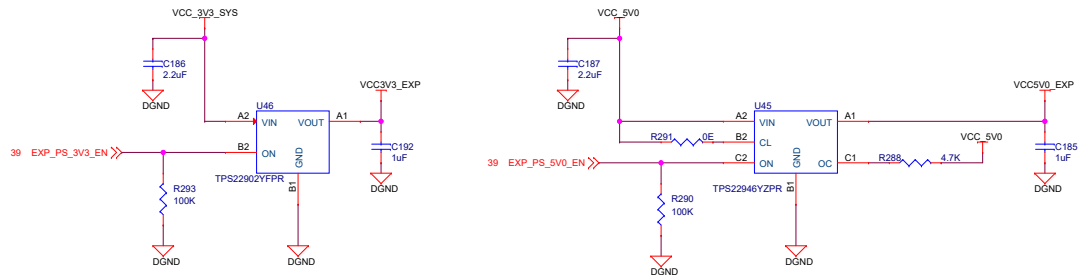 VCC_3V3_SYS
C186
2.2uF
DGND
VCC3V3_EXP
U46
A2
VIN
VOUT
A1
39 EXP_PS_3V3_EN
B2
ON
GND
C192
1uF
DGND
TPS22902YFPR
B1
R293
100K
DGND
DGND
VCC_5V0
C187
2.2uF
DGND
VCC5V0_EXP
U45
A2
VIN
VOUT
A1
R291
0E
B2
CL
VCC_5V0
39 EXP_PS_5V0_EN
C2
ON
GND
OC
C1
R288
4.7K
C185
1uF
DGND
TPS22946YZPR
B1
R290
100K
DGND
DGND